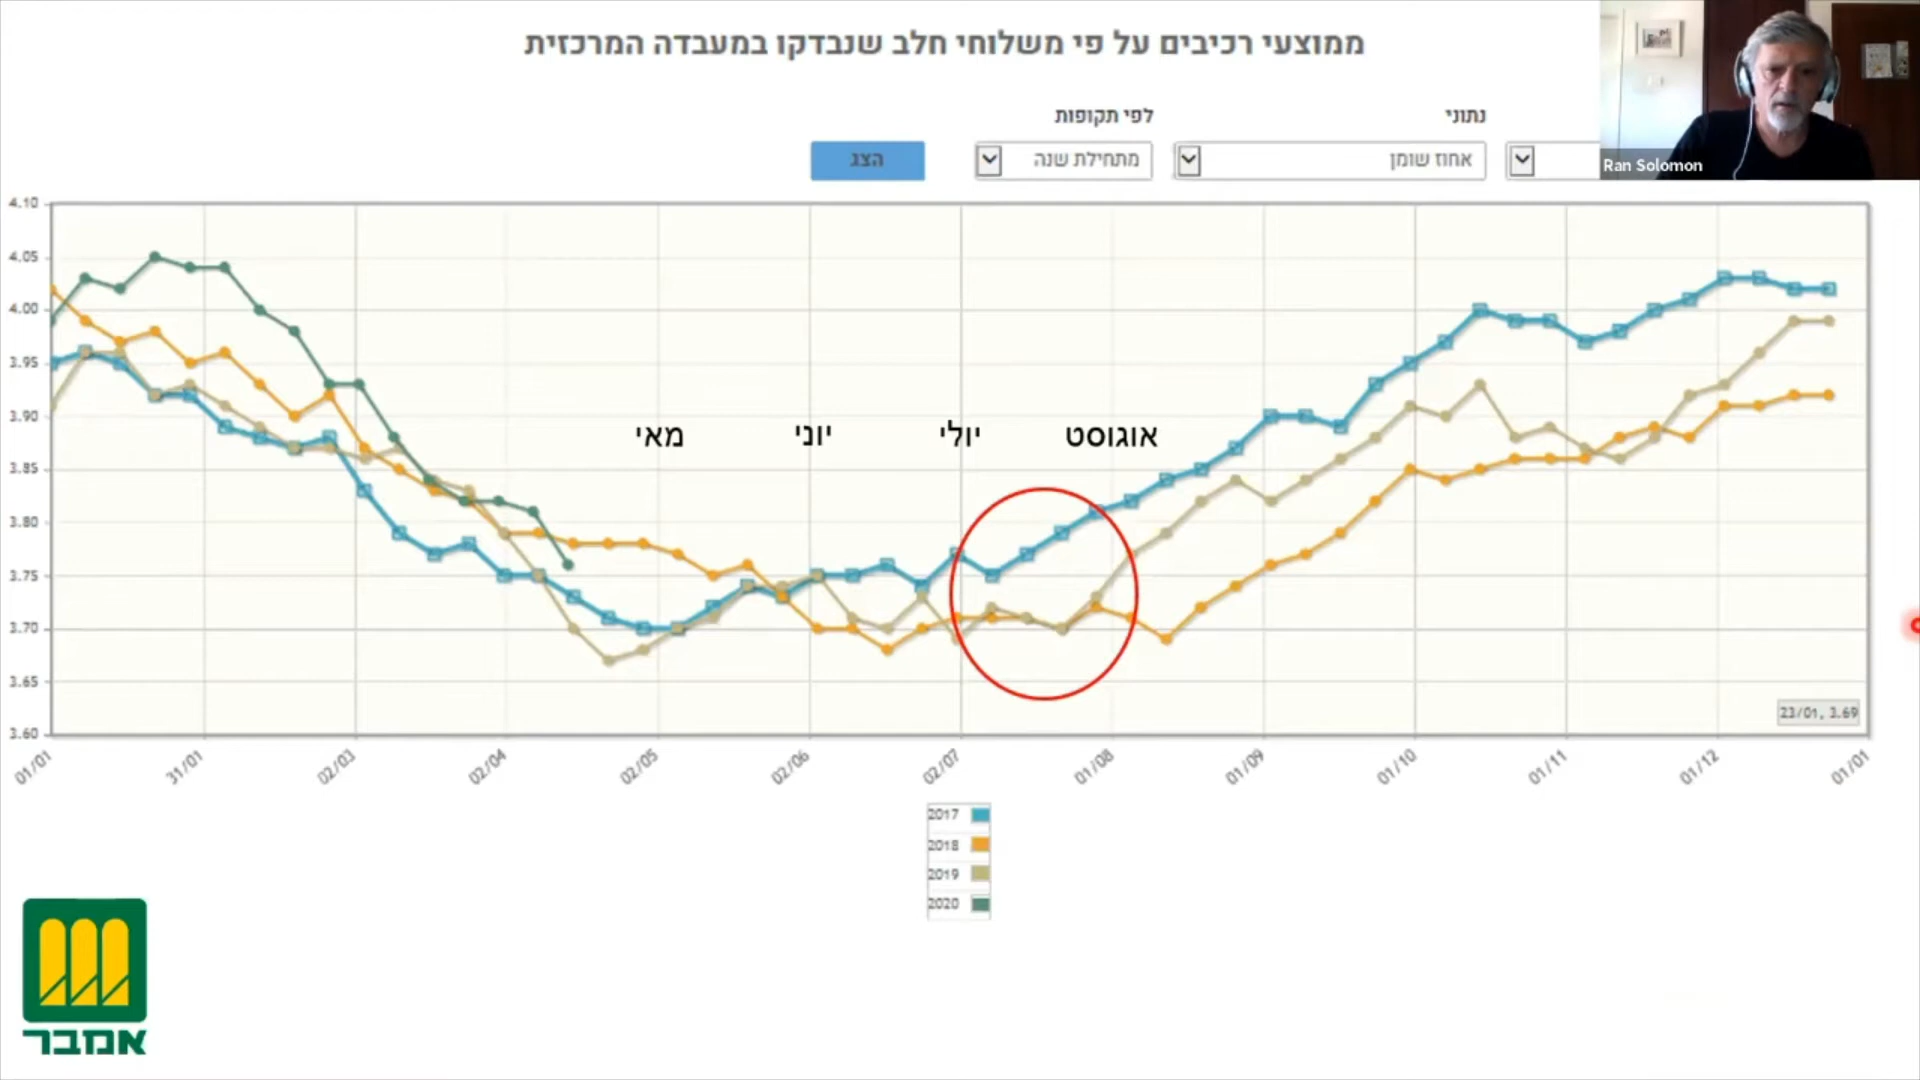 ממוצעי רכיבים על פי משלוחי חלב שנבדקו במעבדה המרכזית
נתוני
לפי תקופות
אחוז שומן
מתחילת שנה
הצג
Ran Solomon
4.10
4.05
4.00
3.95
3.90
3.85
3.80
3.75
3.70
3.65
3.60
מאי
יוני
יולי
אוגוסט
23/01, 3.69
01/01
31/01
02/03
02/04
02/05
02/06
02/07
01/08
01/09
01/10
01/11
01/12
01/01
2017
2018
2019
2020
אמבר